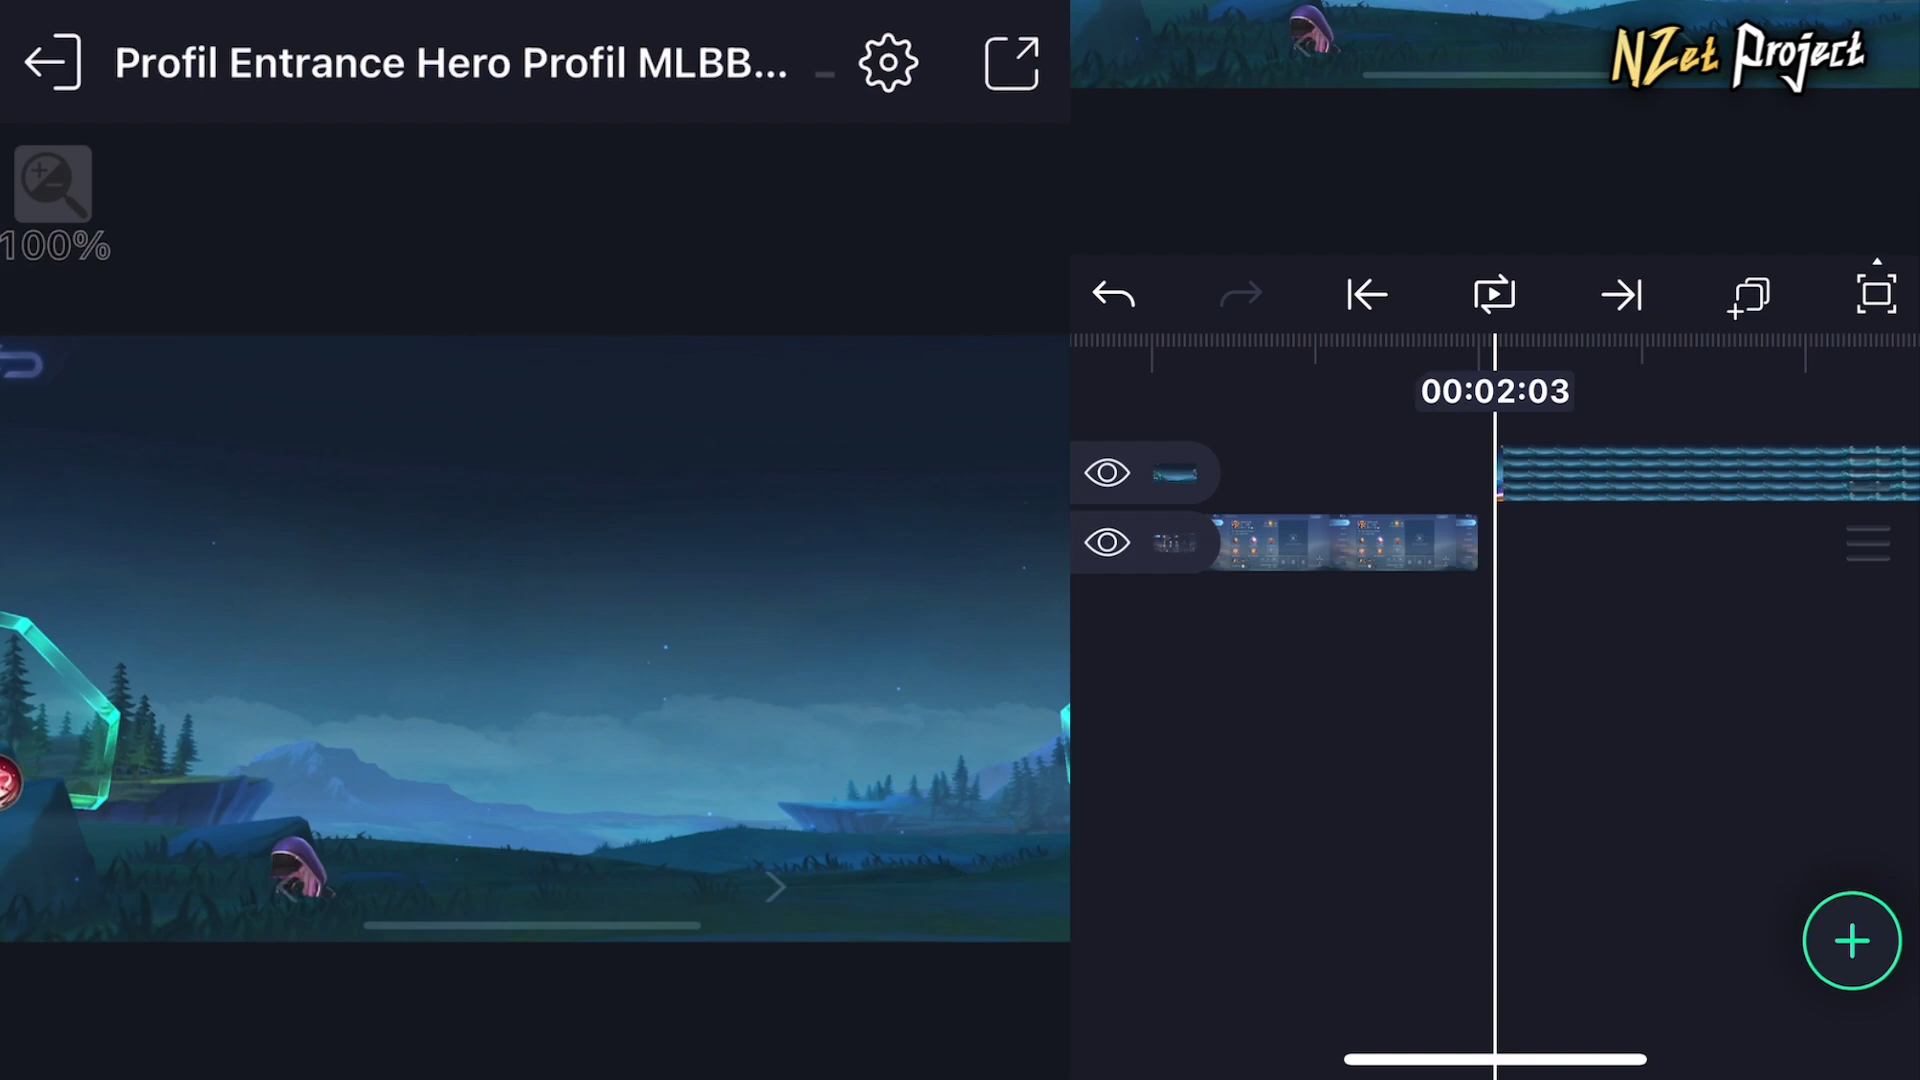 Profil Entrance Hero Profil MLBB...
NZet Project
100%
00:02:03